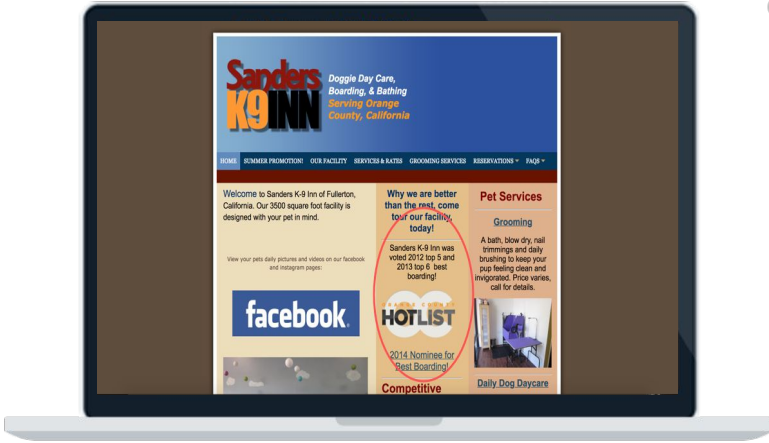 Sanders
K9 INN
Doggie Day Care,
Boarding, & Bathing
Serving Orange
County, California
HOME SUMMER PROMOTION! OUR FACILITY SERVICES & RATES GROOMING SERVICES RESERVATIONS FAQS
Welcome to Sanders K-9 Inn of Fullerton,
California. Our 3500 square foot facility is
designed with your pet in mind.
View your pets daily pictures and videos on our facebook
and instagram pages:
facebook.
Why we are better
than the rest, come
tour our facility,
today!
Sanders K-9 Inn was
voted 2012 top 5 and
2013 top 6 best
boarding!
ORANGE COUNTY
HOTLIST
2014 Nominee for
Best Boarding!
Competitive
Pet Services
Grooming
A bath, blow dry, nail
trimmings and daily
brushing to keep your
pup feeling clean and
invigorated. Price varies,
call for details.
Daily Dog Daycare